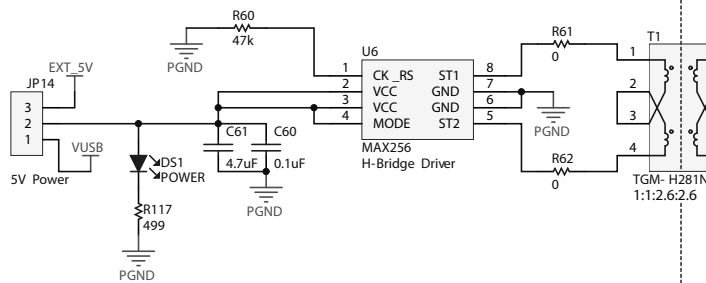 R60
47k
PGND
EXT_5V
JP14
3
2
1
VUSB
5V Power
DS1
POWER
R117
499
PGND
C61
4.7uF
C60
0.1uF
PGND
U6
1 CK_RS ST1 8
2 VCC GND 7
3 VCC GND 6
4 MODE ST2 5
MAX256
H-Bridge Driver
R61
0
PGND
R62
0
T1
1
2
3
4
TGM- H281N
1:1:2.6:2.6